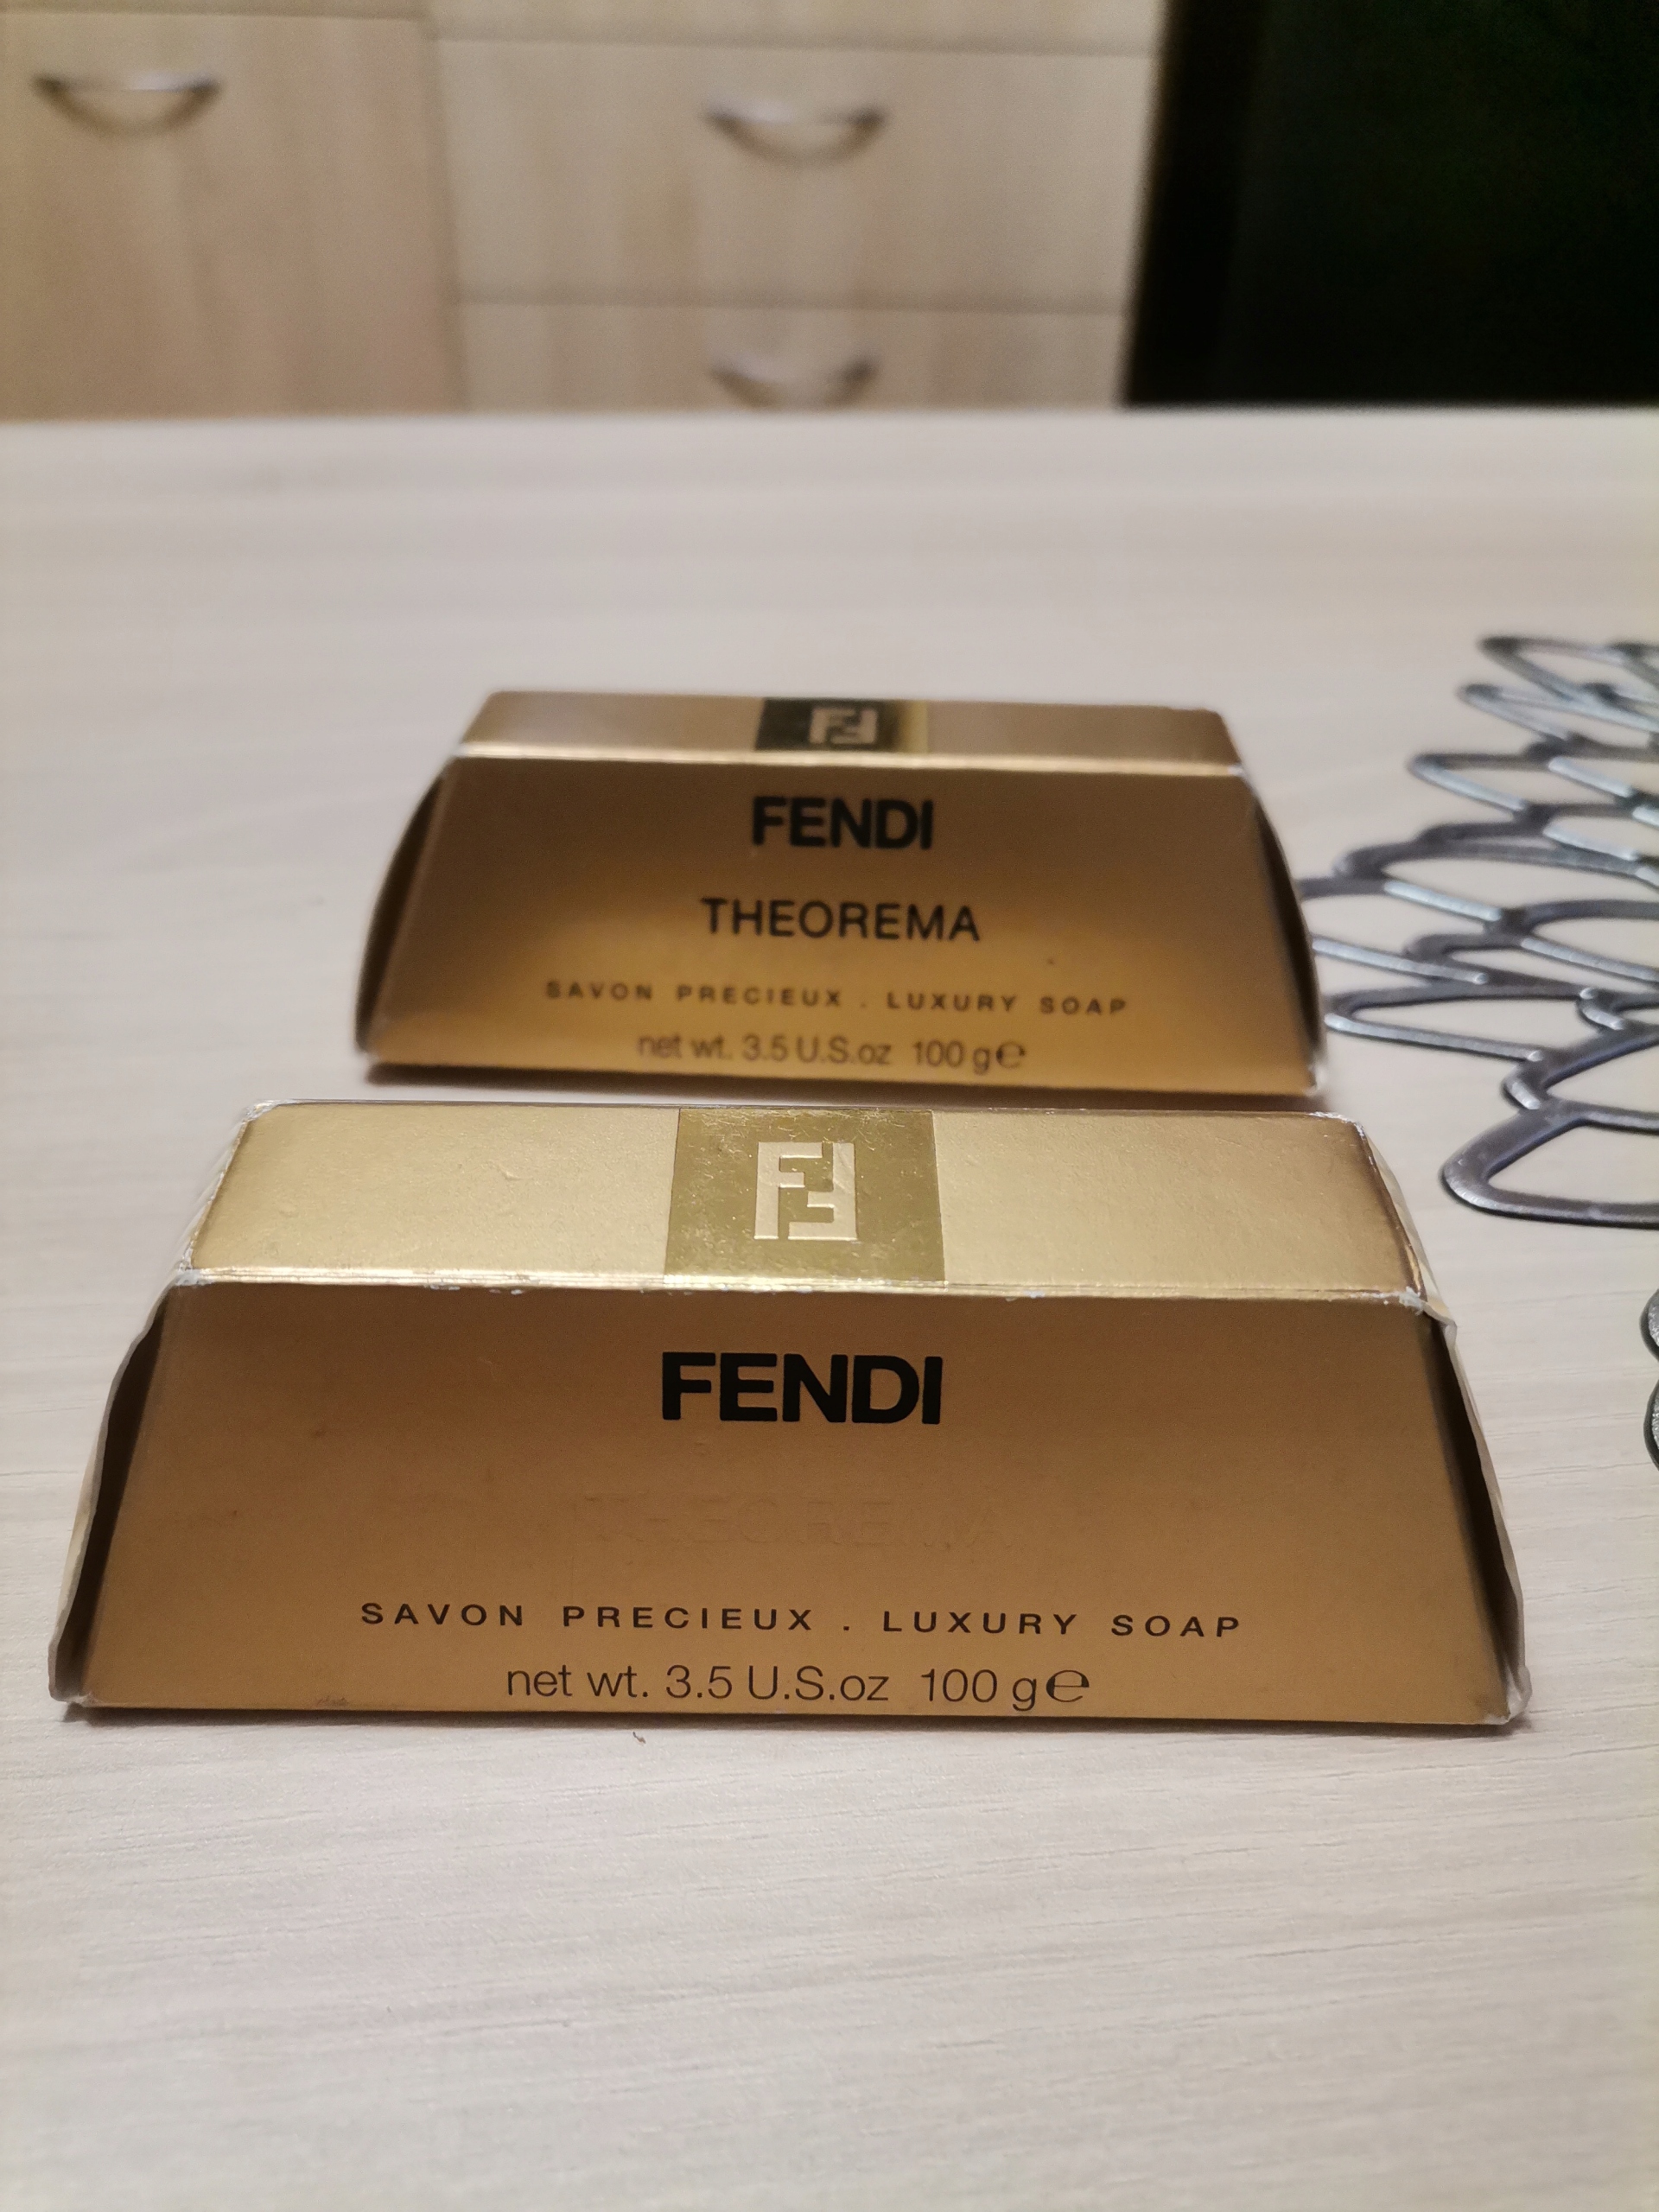 FENDI
THEOREMA
SAVON PRECIEUX . LUXURY SOAP
net wt. 3.5 U.S.oz 100 g℮
FENDI
THEOREMA
SAVON PRECIEUX . LUXURY SOAP
net wt. 3.5 U.S.oz 100 g℮